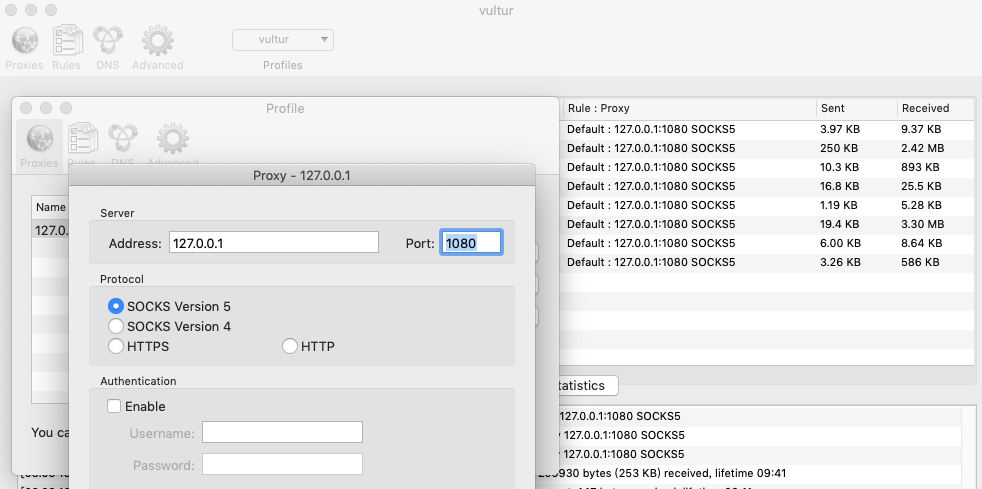 vultur
Proxies Rules DNS Advanced
vultur
Profiles
Profile
Proxies Rules DNS Advanced
Proxy - 127.0.0.1
Name
127.0.
Server
Address: 127.0.0.1 Port: 1080
Protocol
SOCKS Version 5
SOCKS Version 4
HTTPS HTTP
Authentication
Enable
Username:
Password:
You ca
Rule : Proxy Sent Received
Default : 127.0.0.1:1080 SOCKS5 3.97 KB 9.37 KB
Default : 127.0.0.1:1080 SOCKS5 250 KB 2.42 MB
Default : 127.0.0.1:1080 SOCKS5 10.3 KB 893 KB
Default : 127.0.0.1:1080 SOCKS5 16.8 KB 25.5 KB
Default : 127.0.0.1:1080 SOCKS5 1.19 KB 5.28 KB
Default : 127.0.0.1:1080 SOCKS5 19.4 KB 3.30 MB
Default : 127.0.0.1:1080 SOCKS5 6.00 KB 8.64 KB
Default : 127.0.0.1:1080 SOCKS5 3.26 KB 586 KB
tatistics
127.0.0.1:1080 SOCKS5
127.0.0.1:1080 SOCKS5
127.0.0.1:1080 SOCKS5
bytes (253 KB) received, lifetime 09:41